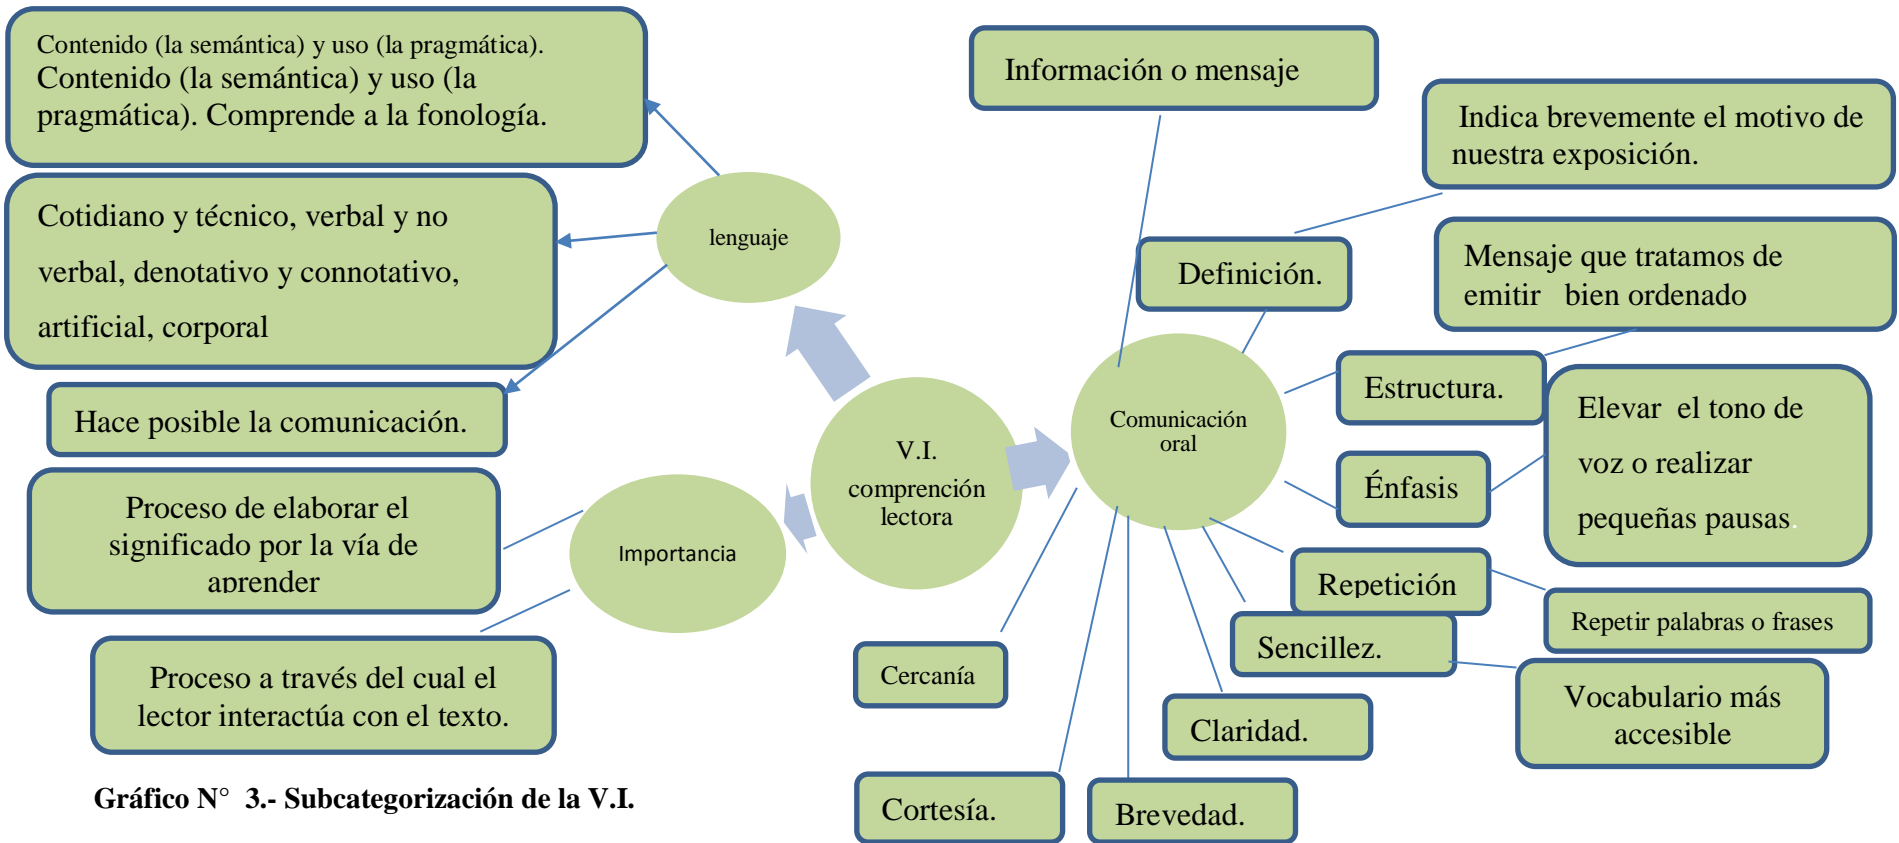 Contenido (la semántica) y uso (la pragmática).
Contenido (la semántica) y uso (la
pragmática). Comprende a la fonología.
Cotidiano y técnico, verbal y no
verbal, denotativo y connotativo,
artificial, corporal
Hace posible la comunicación.
Proceso de elaborar el
significado por la vía de
aprender
Proceso a través del cual el
lector interactúa con el texto.
lenguaje
Importancia
V.I.
comprención
lectora
Comunicación
oral
Información o mensaje
Indica brevemente el motivo de
nuestra exposición.
Definición.
Mensaje que tratamos de
emitir bien ordenado
Estructura.
Elevar el tono de
voz o realizar
pequeñas pausas.
Énfasis
Repetición
Repetir palabras o frases
Sencillez.
Vocabulario más
accesible
Cercanía
Claridad.
Cortesía.
Brevedad.
Gráfico N° 3.- Subcategorización de la V.I.